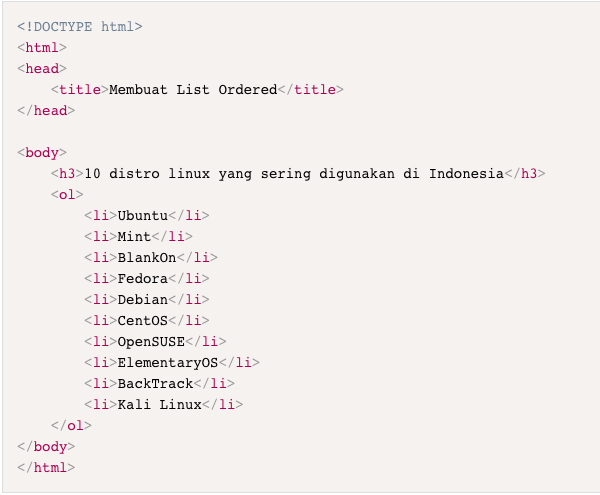 <!DOCTYPE html>
<html>
<head>
    <title>Membuat List Ordered</title>
</head>

<body>
    <h3>10 distro linux yang sering digunakan di Indonesia</h3>
    <ol>
        <li>Ubuntu</li>
        <li>Mint</li>
        <li>BlankOn</li>
        <li>Fedora</li>
        <li>Debian</li>
        <li>CentOS</li>
        <li>OpenSUSE</li>
        <li>ElementaryOS</li>
        <li>BackTrack</li>
        <li>Kali Linux</li>
    </ol>
</body>
</html>